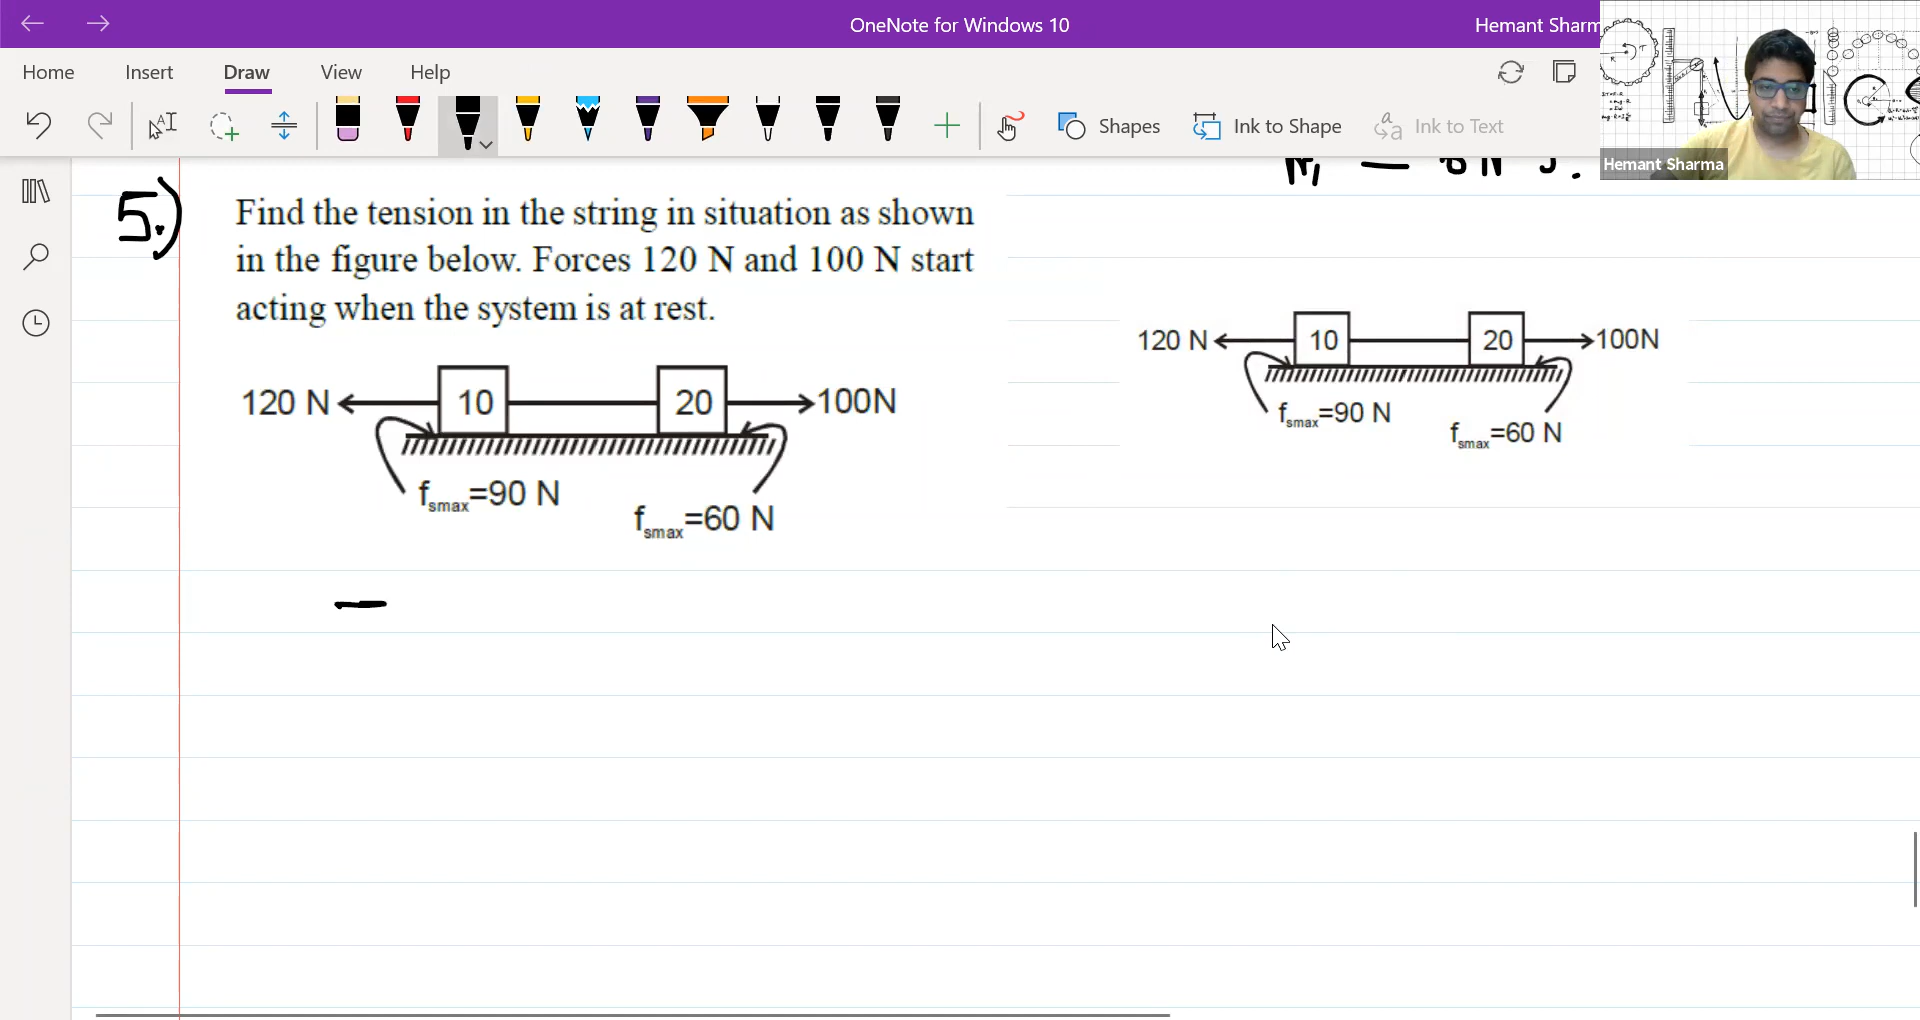 OneNote for Windows 10
Hemant Sharm
Home Insert Draw View Help
Shapes Ink to Shape Ink to Text
Hemant Sharma
5.)
Find the tension in the string in situation as shown
in the figure below. Forces 120 N and 100 N start
acting when the system is at rest.
120 N 10 20 100N
fsmax=90 N
fsmax=60 N
120 N 10 20 100N
fsmax=90 N
fsmax=60 N